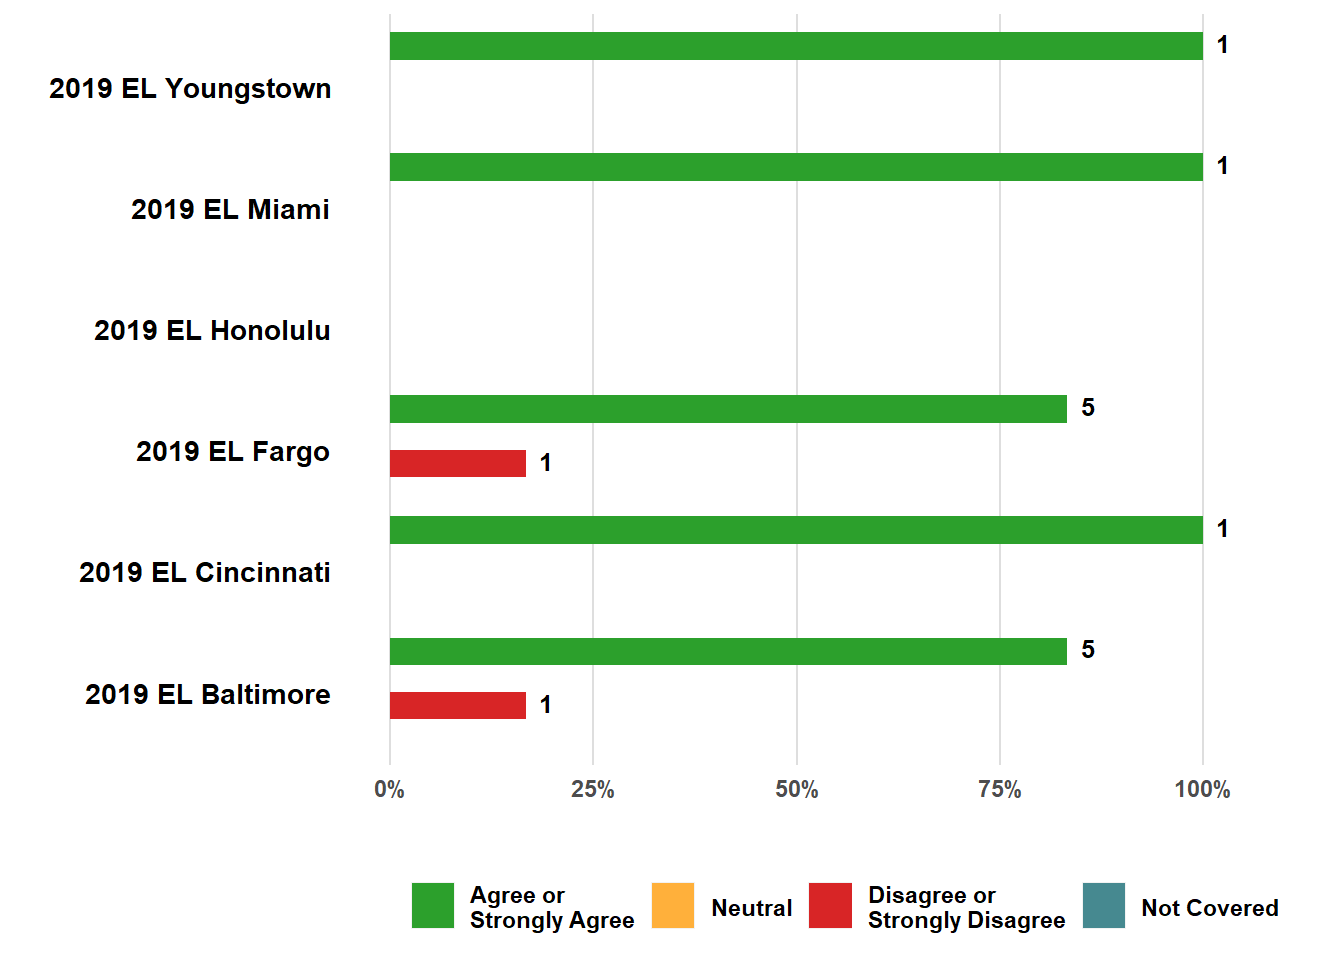 1
2019 EL Youngstown
1
2019 EL Miami
2019 EL Honolulu
5
2019 EL Fargo
1
1
2019 EL Cincinnati
5
2019 EL Baltimore
1
0% 25% 50% 75% 100%
Agree or
Strongly Agree
Neutral
Disagree or
Strongly Disagree
Not Covered